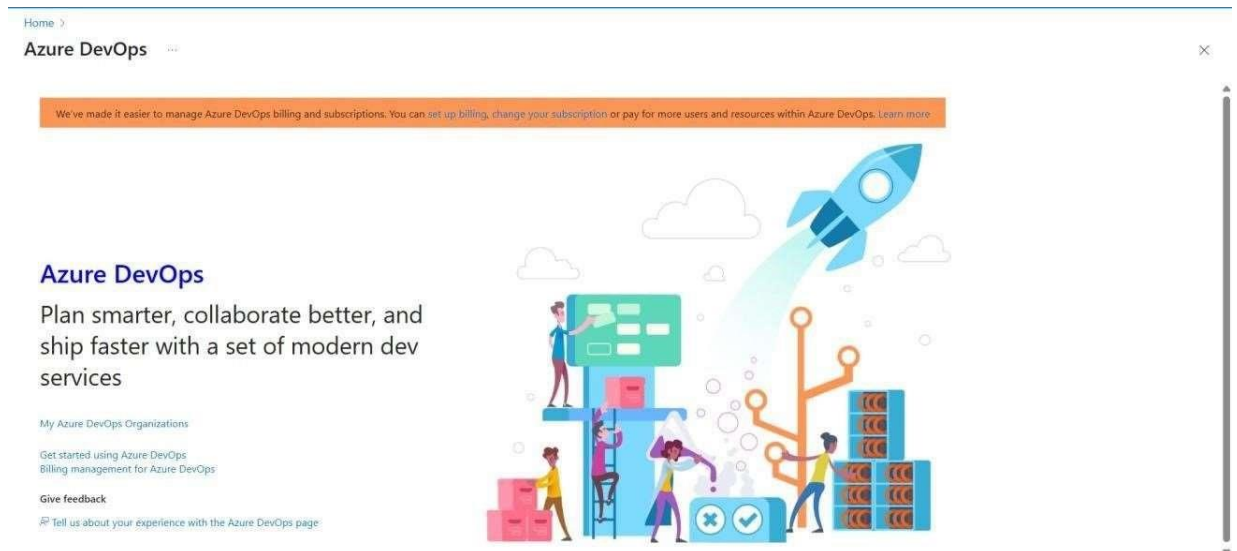 Home >
Azure DevOps ...
We've made it easier to manage Azure DevOps billing and subscriptions. You can set up billing, change your subscription or pay for more users and resources within Azure DevOps. Learn more
Azure DevOps
Plan smarter, collaborate better, and
ship faster with a set of modern dev
services
My Azure DevOps Organizations
Get started using Azure DevOps
Billing management for Azure DevOps
Give feedback
Tell us about your experience with the Azure DevOps page